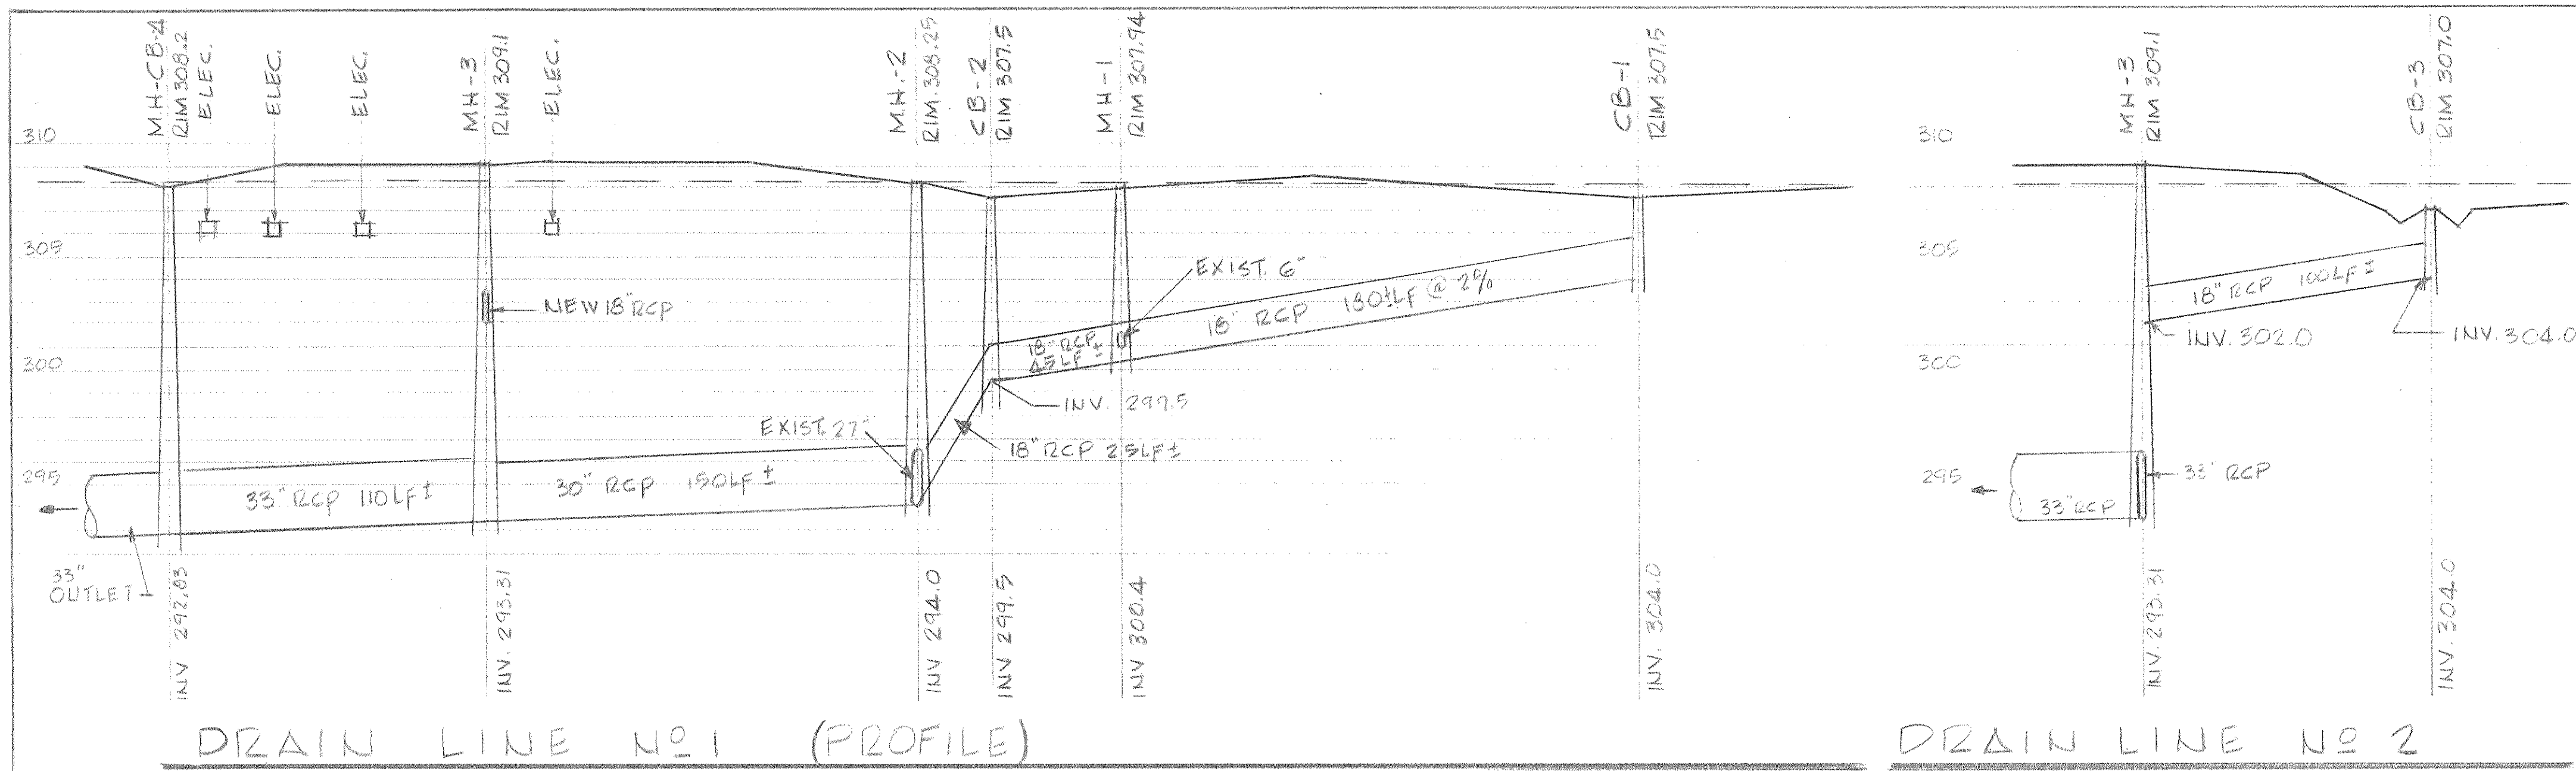 M.H-CB-4
RIM 308.2
ELEC.
ELEC.
ELEC.
MH-3
RIM 309.1
ELEC.
M.H.-2
RIM. 308.25
CB-2
RIM 307.5
MH-1
RIM 307.94
CB-1
RIM 307.5
MH-3
RIM 309.1
CB-3
RIM 307.0
310
305
300
295
NEW 18" RCP
EXIST. 6"
18" RCP 180±LF @ 2%
18" RCP
45 LF ±
INV. 299.5
EXIST. 27"
18" RCP 25LF±
33" RCP 110LF±
30" RCP 150LF±
33"
OUTLET
INV 292.83
INV. 293.31
INV 294.0
INV 299.5
INV 300.4
INV. 304.0
310
305
300
295
18" RCP 100LF±
INV. 302.0
INV. 304.0
33" RCP
33" RCP
INV. 293.31
INV. 304.0
DRAIN LINE Nº 1 (PROFILE)
DRAIN LINE Nº 2